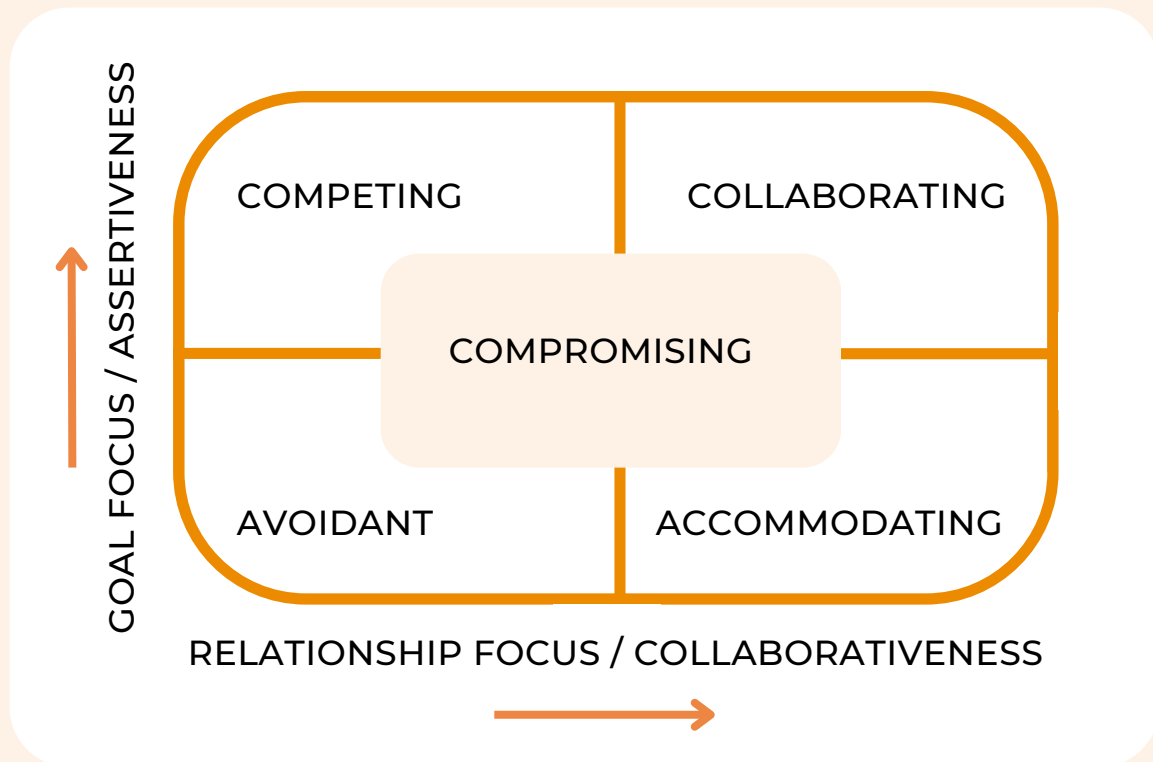 GOAL FOCUS / ASSERTIVENESS
COMPETING
COLLABORATING
COMPROMISING
AVOIDANT
ACCOMMODATING
RELATIONSHIP FOCUS / COLLABORATIVENESS